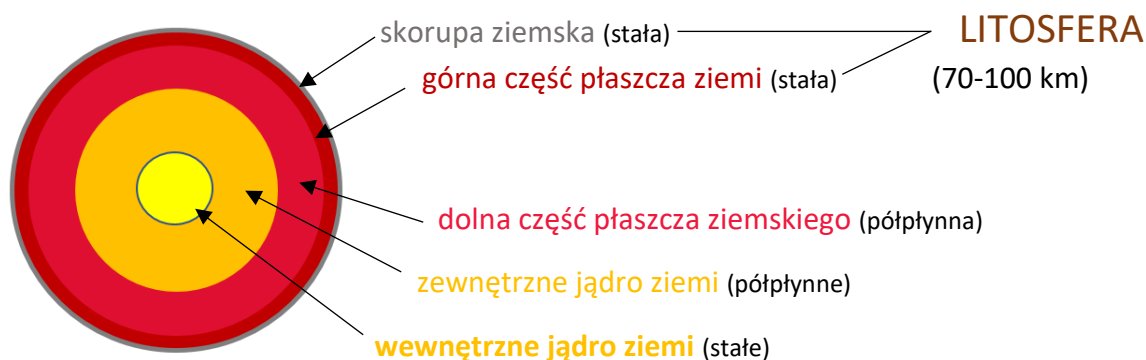 skorupa ziemska (stała) LITOSFERA
górna część płaszcza ziemi (stała) (70-100 km)
dolna część płaszcza ziemskiego (półpłynna)
zewnętrzne jądro ziemi (półpłynne)
wewnętrzne jądro ziemi (stałe)